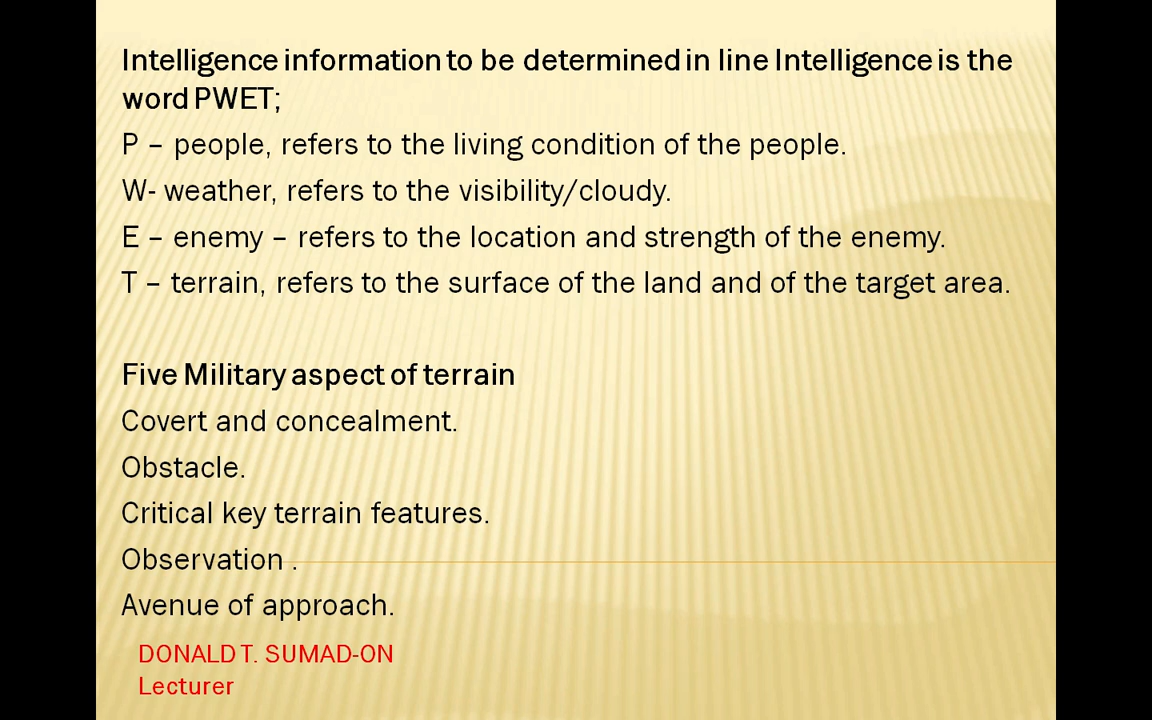 Intelligence information to be determined in line Intelligence is the
word PWET;
P – people, refers to the living condition of the people.
W- weather, refers to the visibility/cloudy.
E – enemy – refers to the location and strength of the enemy.
T – terrain, refers to the surface of the land and of the target area.
Five Military aspect of terrain
Covert and concealment.
Obstacle.
Critical key terrain features.
Observation .
Avenue of approach.
DONALD T. SUMAD-ON
Lecturer